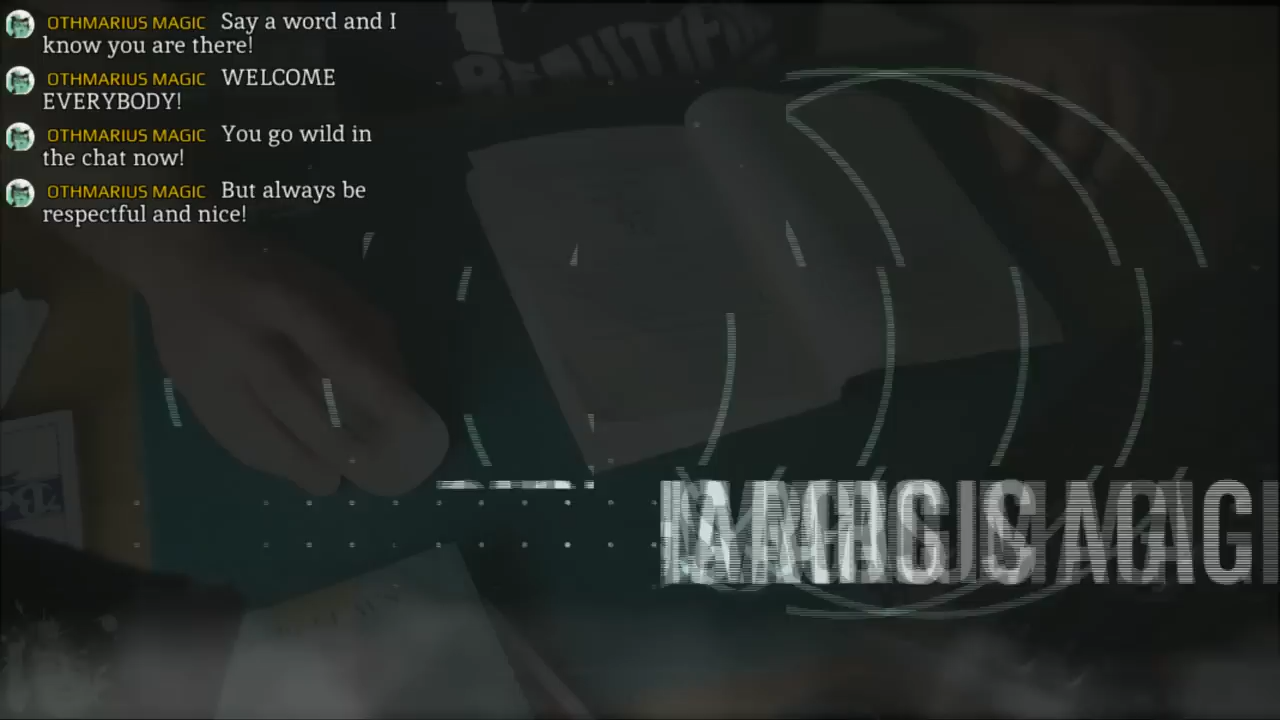 OTHMARIUS MAGIC Say a word and I
know you are there!
OTHMARIUS MAGIC WELCOME
EVERYBODY!
OTHMARIUS MAGIC You go wild in
the chat now!
OTHMARIUS MAGIC But always be
respectful and nice!